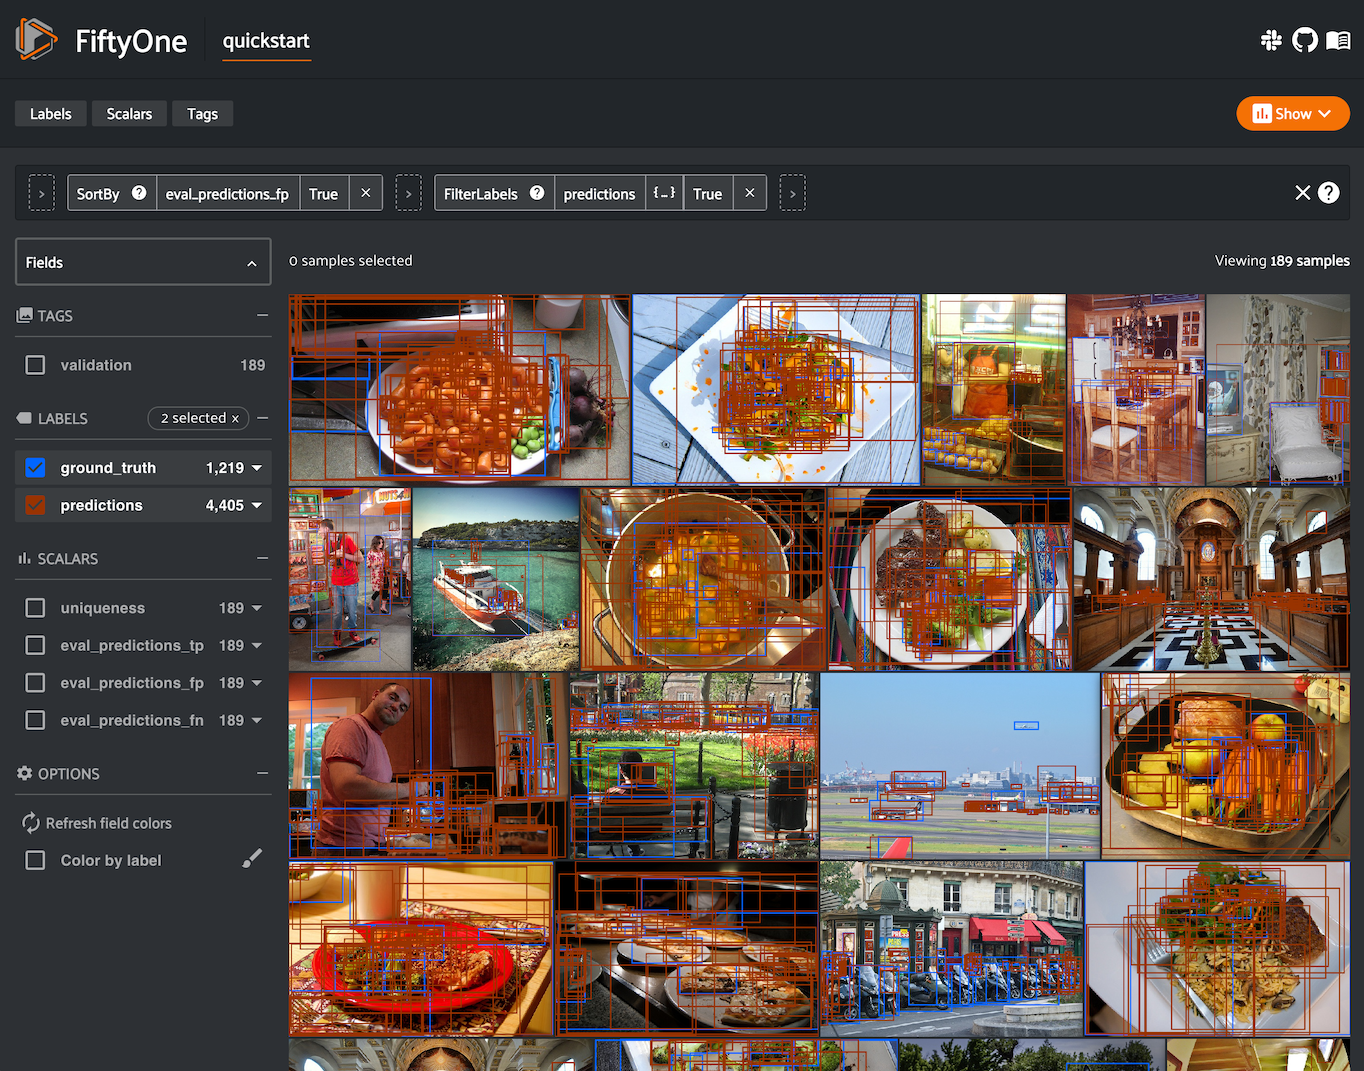 FiftyOne
quickstart
Labels
Scalars
Tags
Show
SortBy ? eval_predictions_fp True ×
FilterLabels ? predictions {…} True ×
Fields
0 samples selected
Viewing 189 samples
TAGS
validation 189
LABELS 2 selected ×
ground_truth 1,219
predictions 4,405
SCALARS
uniqueness 189
eval_predictions_tp 189
eval_predictions_fp 189
eval_predictions_fn 189
OPTIONS
Refresh field colors
Color by label
PRESS